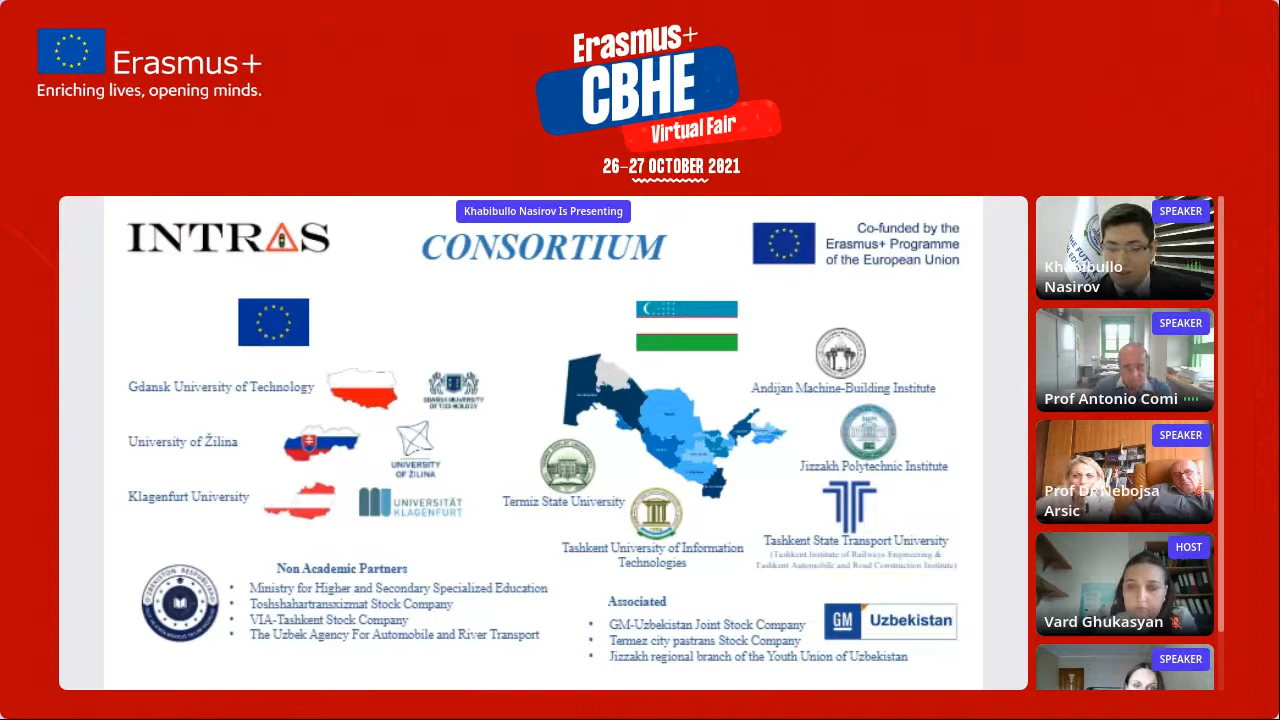 Erasmus+
Enriching lives, opening minds.
Erasmus+
CBHE
Virtual Fair
26–27 OCTOBER 2021
Khabibullo Nasirov Is Presenting
INTRAS
CONSORTIUM
Co-funded by the
Erasmus+ Programme
of the European Union
Gdansk University of Technology
GDAŃSK UNIVERSITY
OF TECHNOLOGY
University of Žilina
UNIVERSITY
OF ŽILINA
Klagenfurt University
UNIVERSITÄT
KLAGENFURT
Andijan Machine-Building Institute
Jizzakh Polytechnic Institute
Termiz State University
Tashkent University of Information
Technologies
Tashkent State Transport University
(Tashkent Institute of Railways Engineering &
Tashkent Automobile and Road Construction Institute)
Non Academic Partners
• Ministry for Higher and Secondary Specialized Education
• Toshshahartransxizmat Stock Company
• VIA-Tashkent Stock Company
• The Uzbek Agency For Automobile and River Transport
Associated
• GM-Uzbekistan Joint Stock Company
• Termez city pastrans Stock Company
• Jizzakh regional branch of the Youth Union of Uzbekistan
GM Uzbekistan
SPEAKER
Khabibullo
Nasirov
SPEAKER
Prof Antonio Comi
SPEAKER
Prof Dr Nebojsa
Arsic
HOST
Vard Ghukasyan
SPEAKER